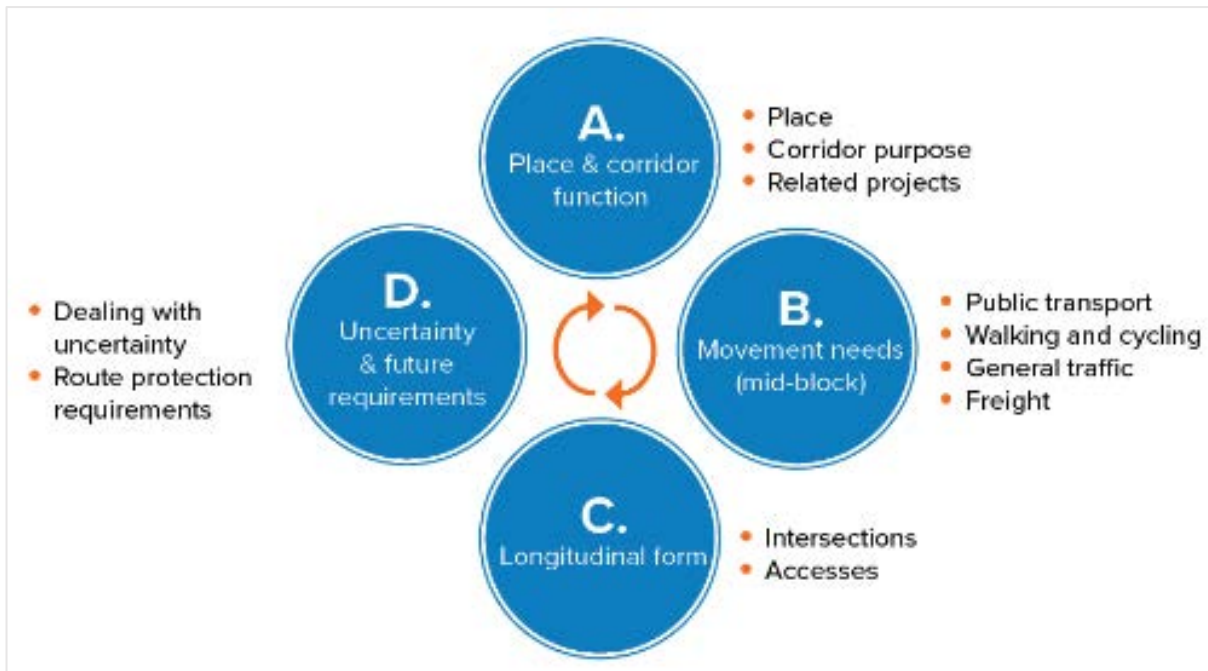 A.
Place & corridor
function
Place
Corridor purpose
Related projects
B.
Movement needs
(mid-block)
Public transport
Walking and cycling
General traffic
Freight
C.
Longitudinal form
Intersections
Accesses
D.
Uncertainty
& future
requirements
Dealing with
uncertainty
Route protection
requirements